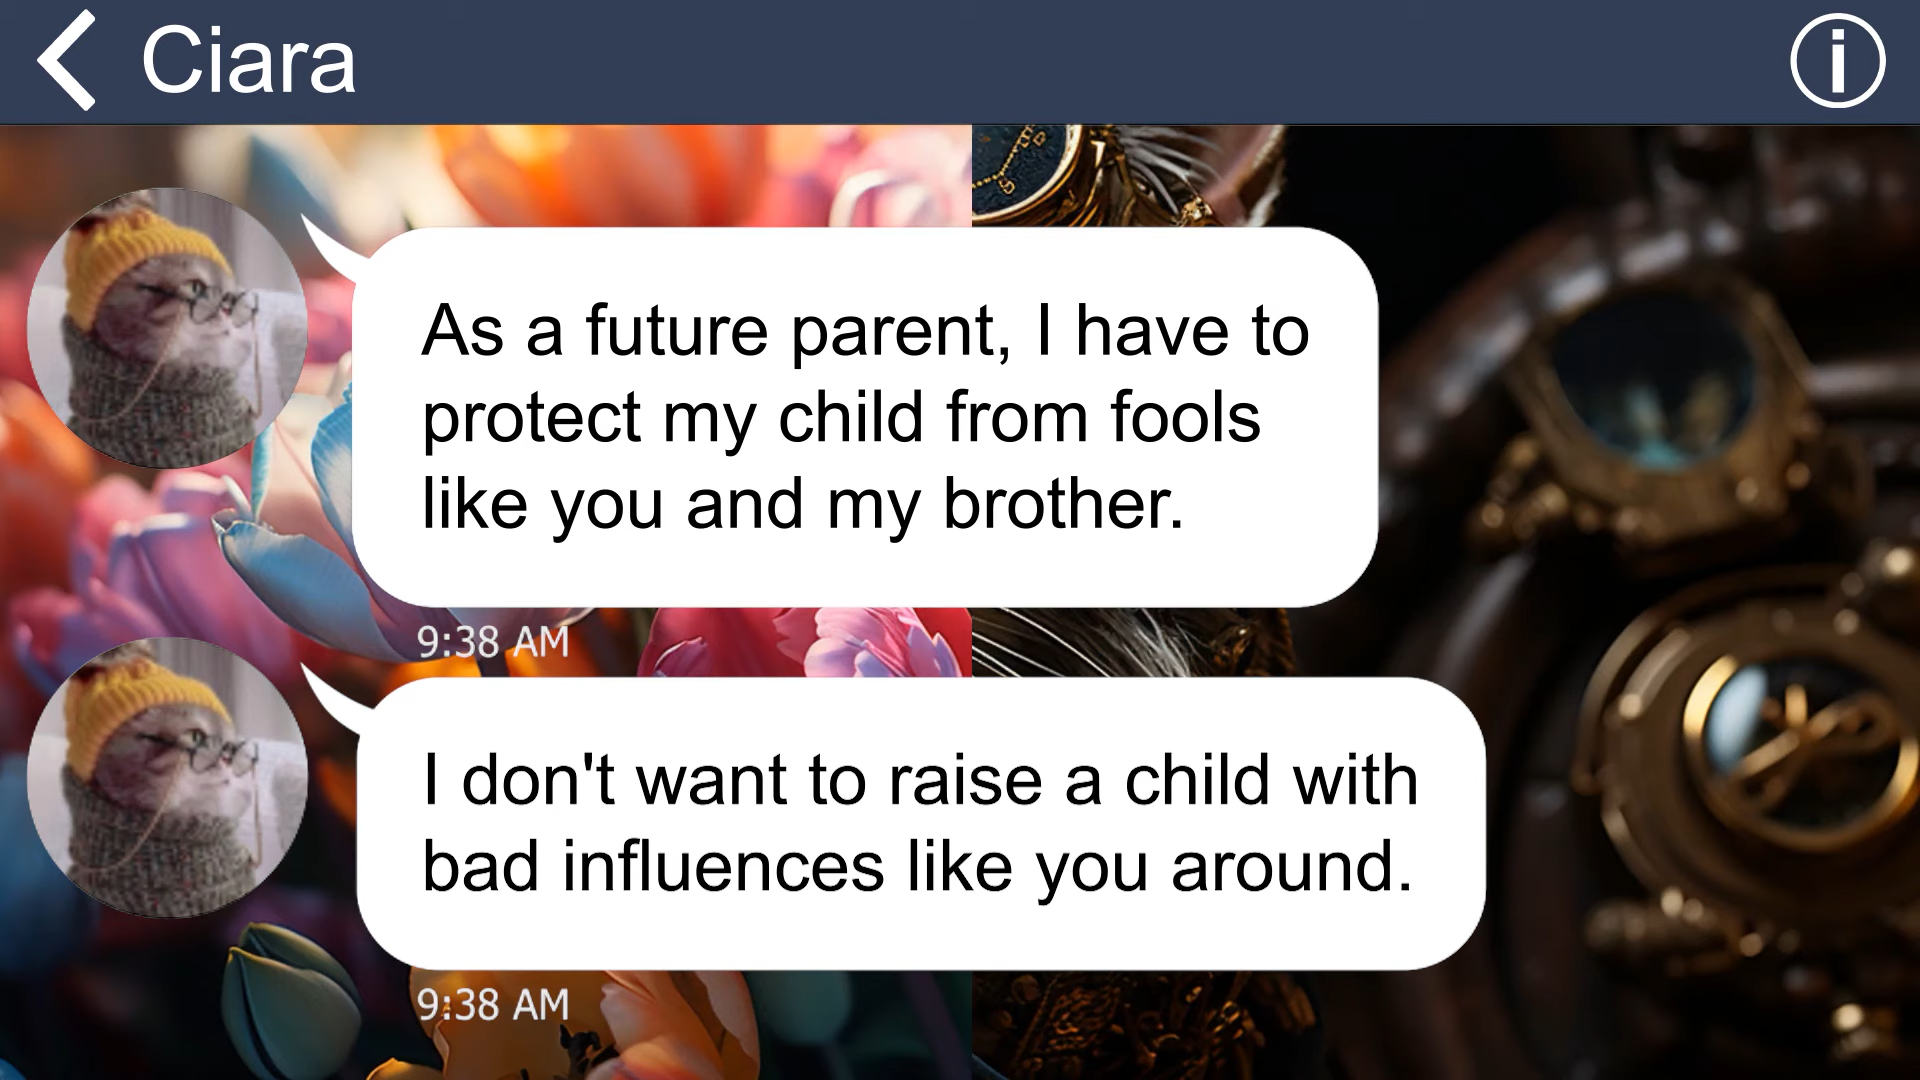 Ciara
As a future parent, I have to
protect my child from fools
like you and my brother.
9:38 AM
I don't want to raise a child with
bad influences like you around.
9:38 AM